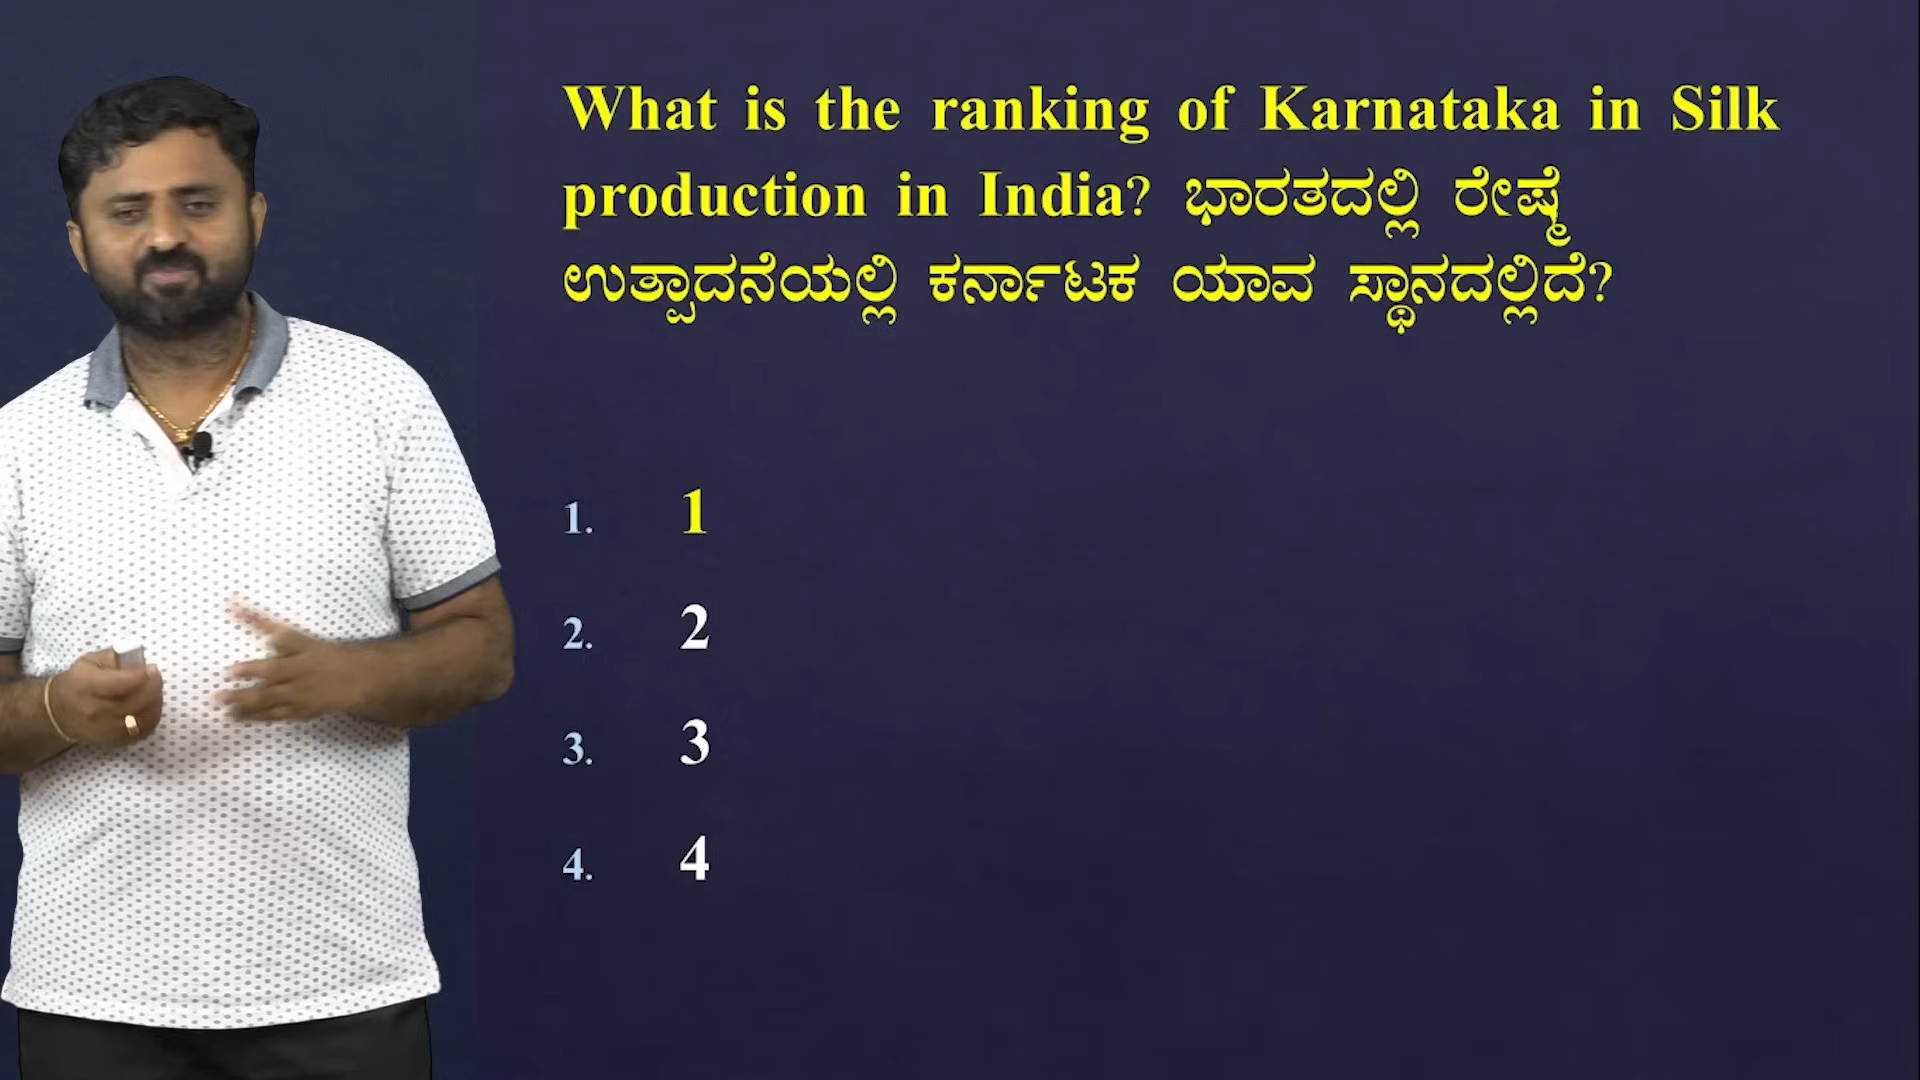 What is the ranking of Karnataka in Silk
production in India? ಭಾರತದಲ್ಲಿ ರೇಷ್ಮೆ
ಉತ್ಪಾದನೆಯಲ್ಲಿ ಕರ್ನಾಟಕ ಯಾವ ಸ್ಥಾನದಲ್ಲಿದೆ?
1. 1
2. 2
3. 3
4. 4